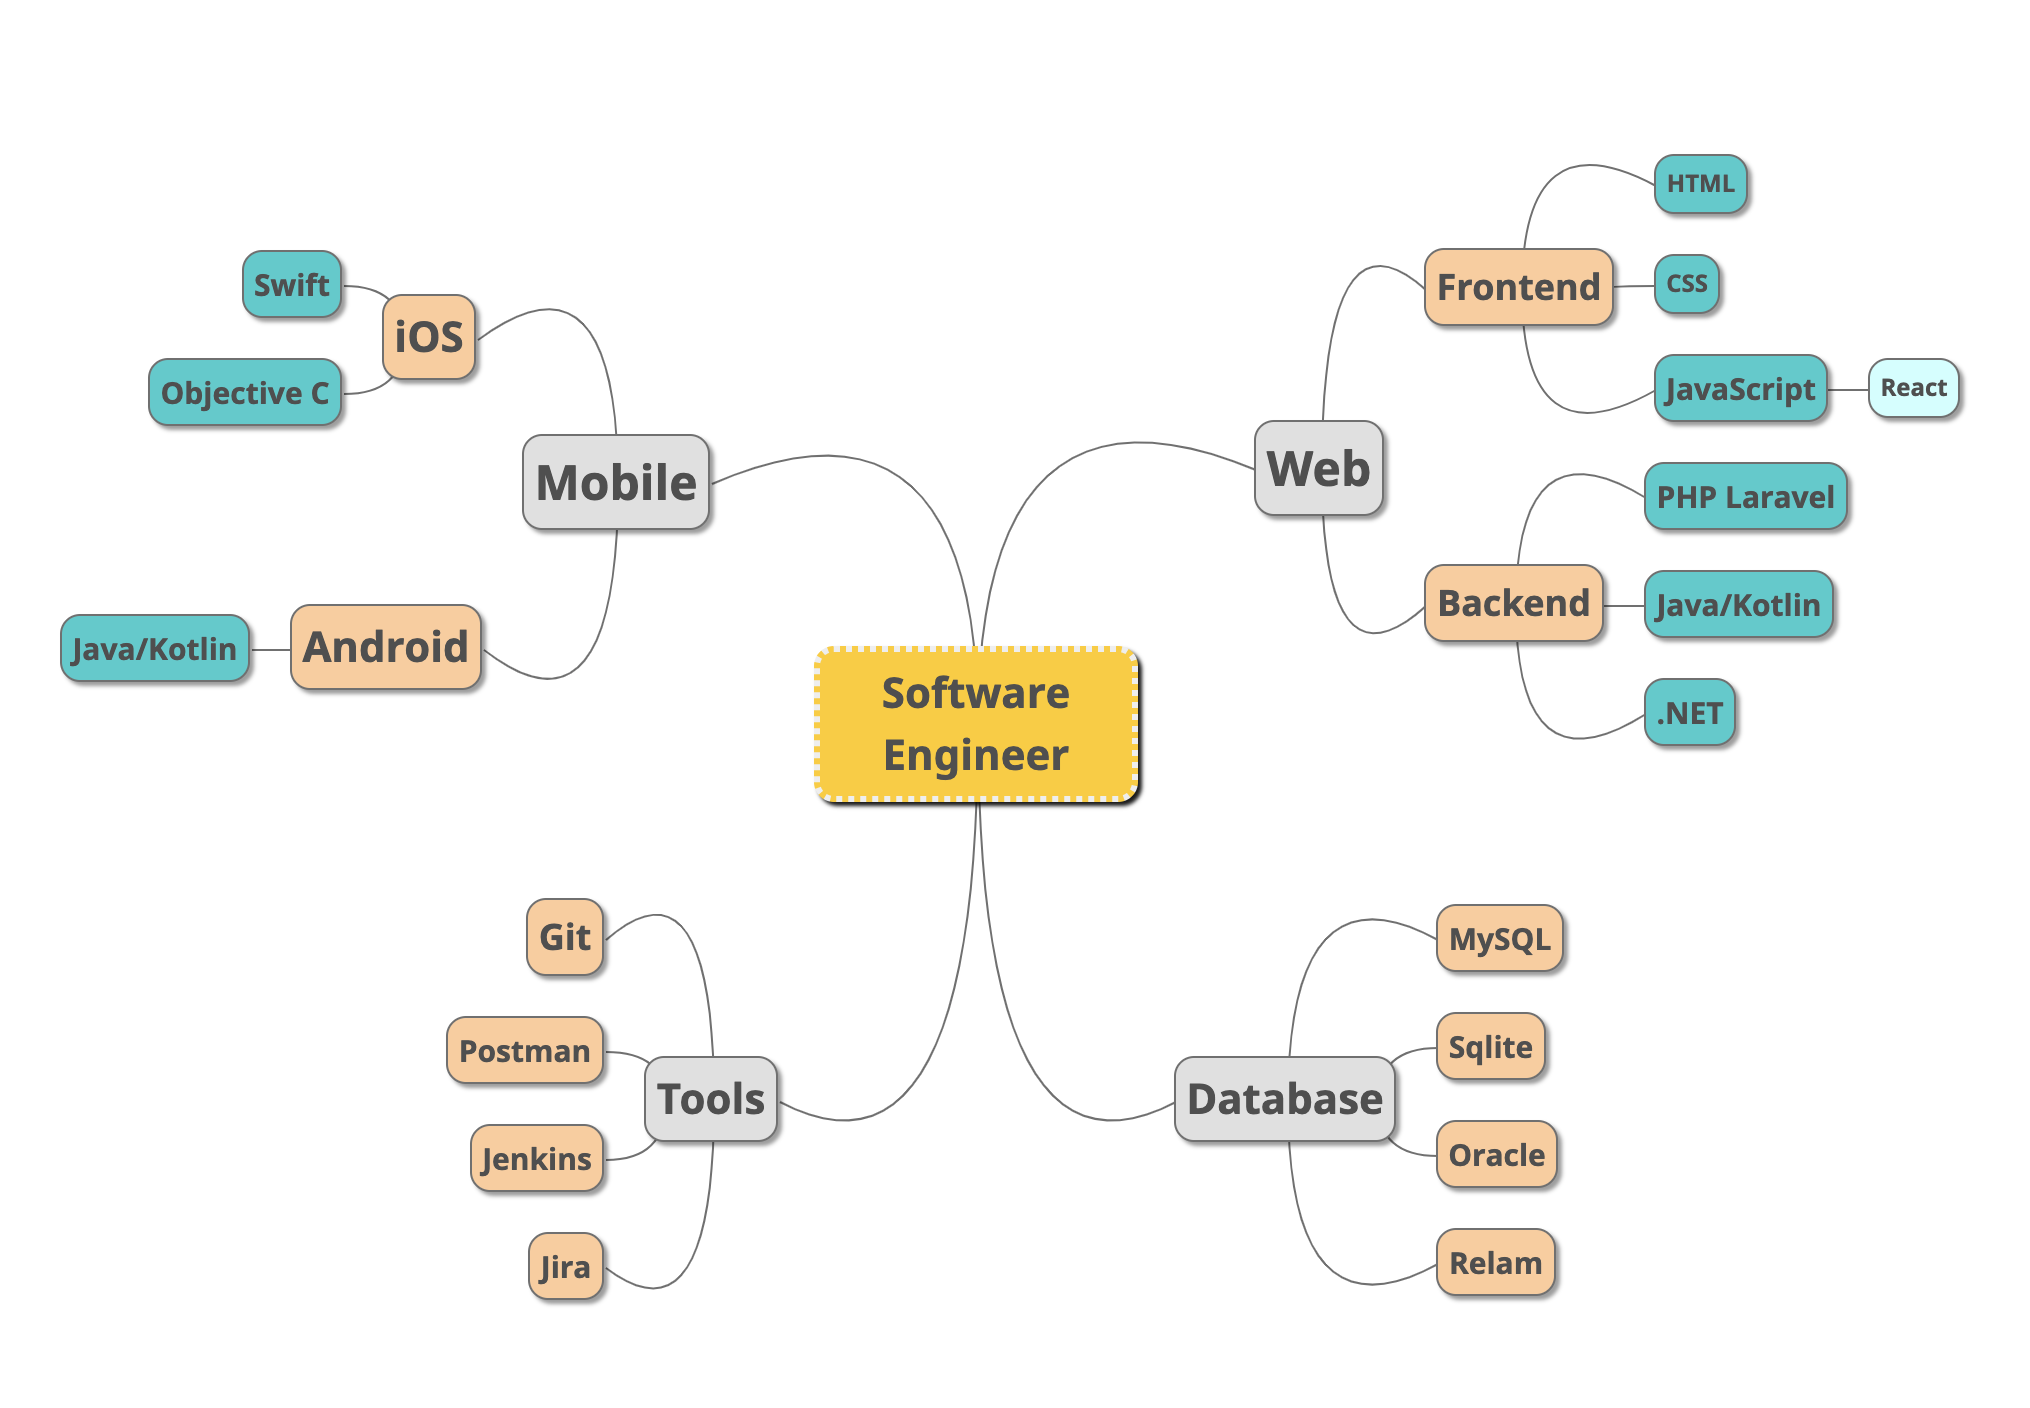 Software
Engineer
Mobile
iOS
Swift
Objective C
Android
Java/Kotlin
Web
Frontend
HTML
CSS
JavaScript
React
Backend
PHP Laravel
Java/Kotlin
.NET
Tools
Git
Postman
Jenkins
Jira
Database
MySQL
Sqlite
Oracle
Relam